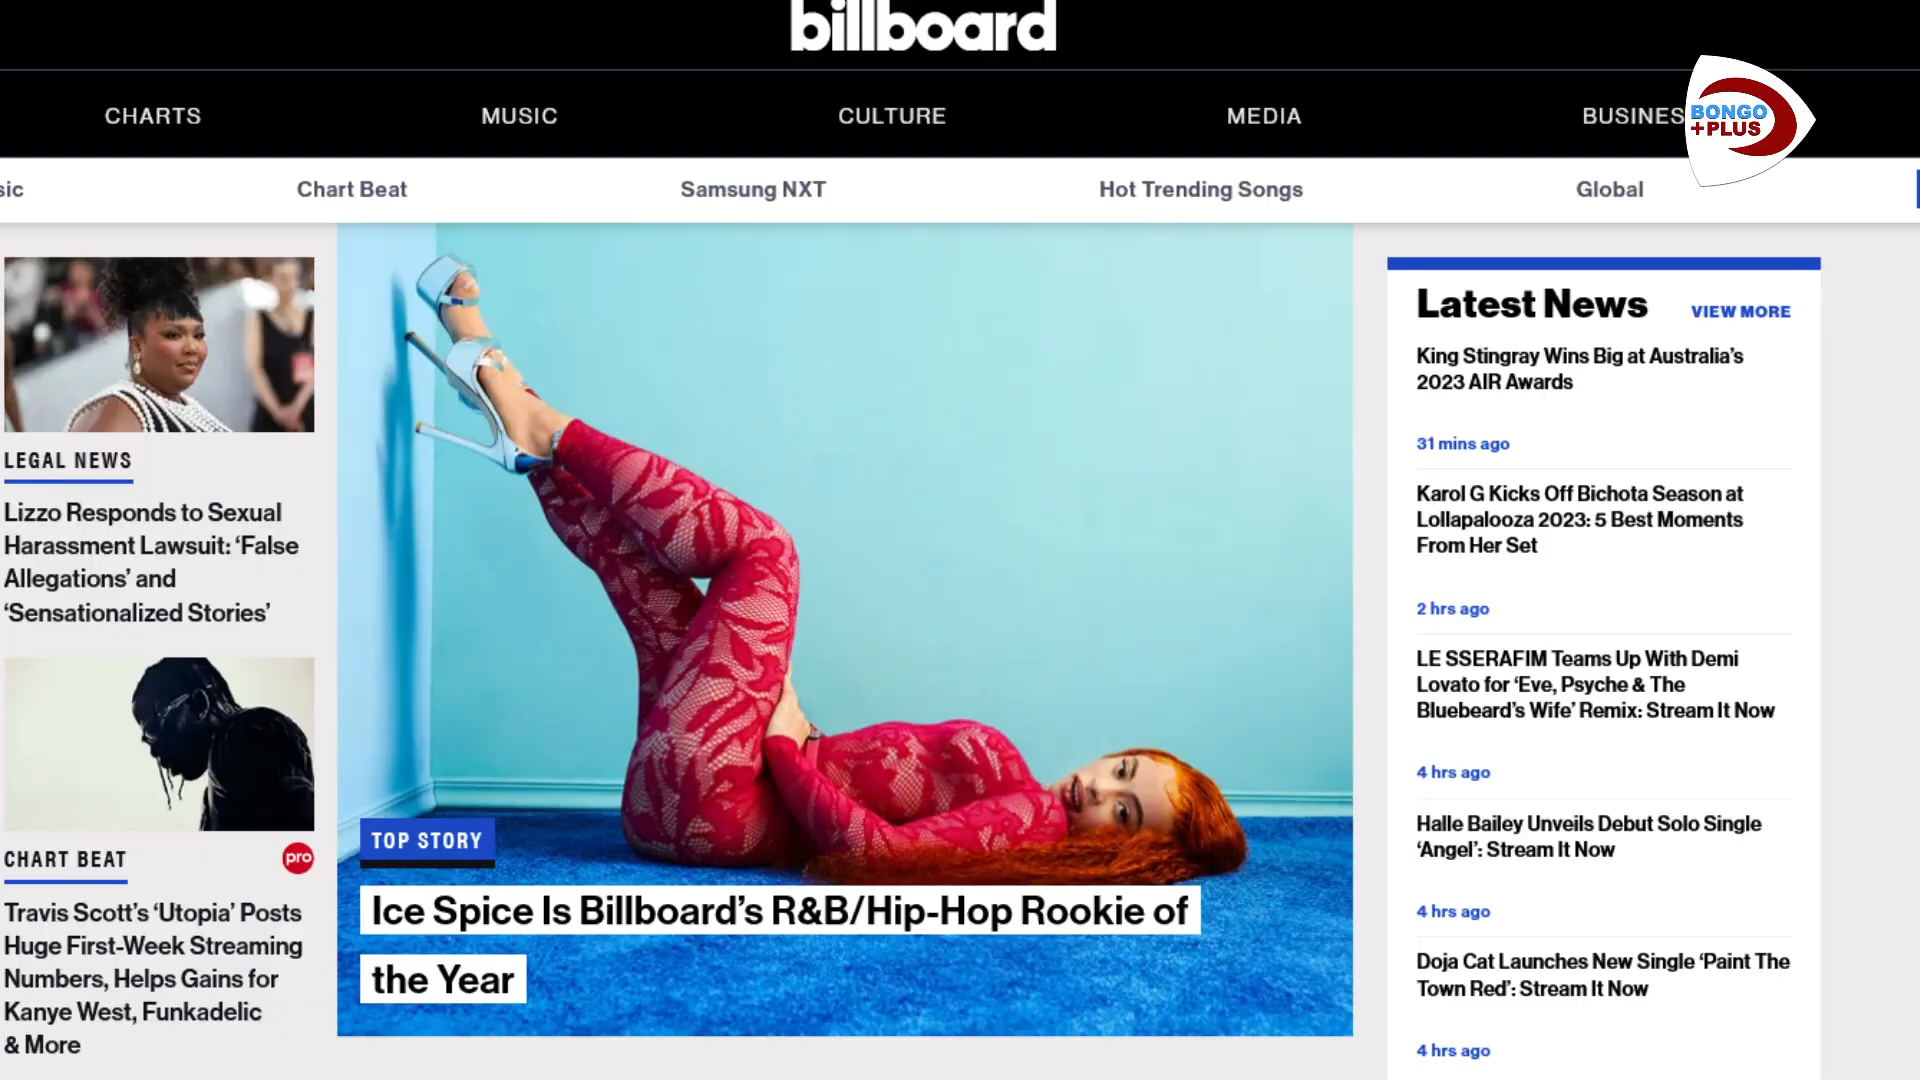 billboard
CHARTS
MUSIC
CULTURE
MEDIA
BUSINES
BONGO
+PLUS
sic
Chart Beat
Samsung NXT
Hot Trending Songs
Global
LEGAL NEWS
Lizzo Responds to Sexual
Harassment Lawsuit: ‘False
Allegations’ and
‘Sensationalized Stories’
CHART BEAT
pro
Travis Scott’s ‘Utopia’ Posts
Huge First-Week Streaming
Numbers, Helps Gains for
Kanye West, Funkadelic
& More
TOP STORY
Ice Spice Is Billboard’s R&B/Hip-Hop Rookie of
the Year
Latest News
VIEW MORE
King Stingray Wins Big at Australia’s
2023 AIR Awards
31 mins ago
Karol G Kicks Off Bichota Season at
Lollapalooza 2023: 5 Best Moments
From Her Set
2 hrs ago
LE SSERAFIM Teams Up With Demi
Lovato for ‘Eve, Psyche & The
Bluebeard’s Wife’ Remix: Stream It Now
4 hrs ago
Halle Bailey Unveils Debut Solo Single
‘Angel’: Stream It Now
4 hrs ago
Doja Cat Launches New Single ‘Paint The
Town Red’: Stream It Now
4 hrs ago